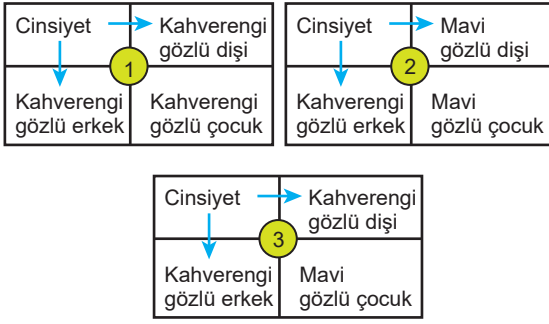 Cinsiyet
Kahverengi
gözlü dişi
1
Kahverengi
gözlü erkek
Kahverengi
gözlü çocuk
Cinsiyet
Mavi
gözlü dişi
2
Kahverengi
gözlü erkek
Mavi
gözlü çocuk
Cinsiyet
Kahverengi
gözlü dişi
3
Kahverengi
gözlü erkek
Mavi
gözlü çocuk